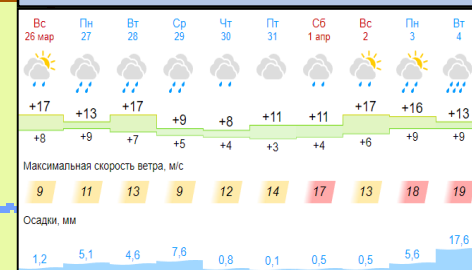 Вс Пн Вт Ср Чт Пт Сб Вс Пн Вт
26 мар 27 28 29 30 31 1 апр 2 3 4
+17 +13 +17 +9 +8 +11 +11 +17 +16 +13
+8 +9 +7 +5 +4 +3 +4 +6 +9 +9
Максимальная скорость ветра, м/с
9 11 13 9 12 14 17 13 18 19
Осадки, мм
1,2 5,1 4,6 7,6 0,8 0,1 0,5 0,5 5,6 17,6